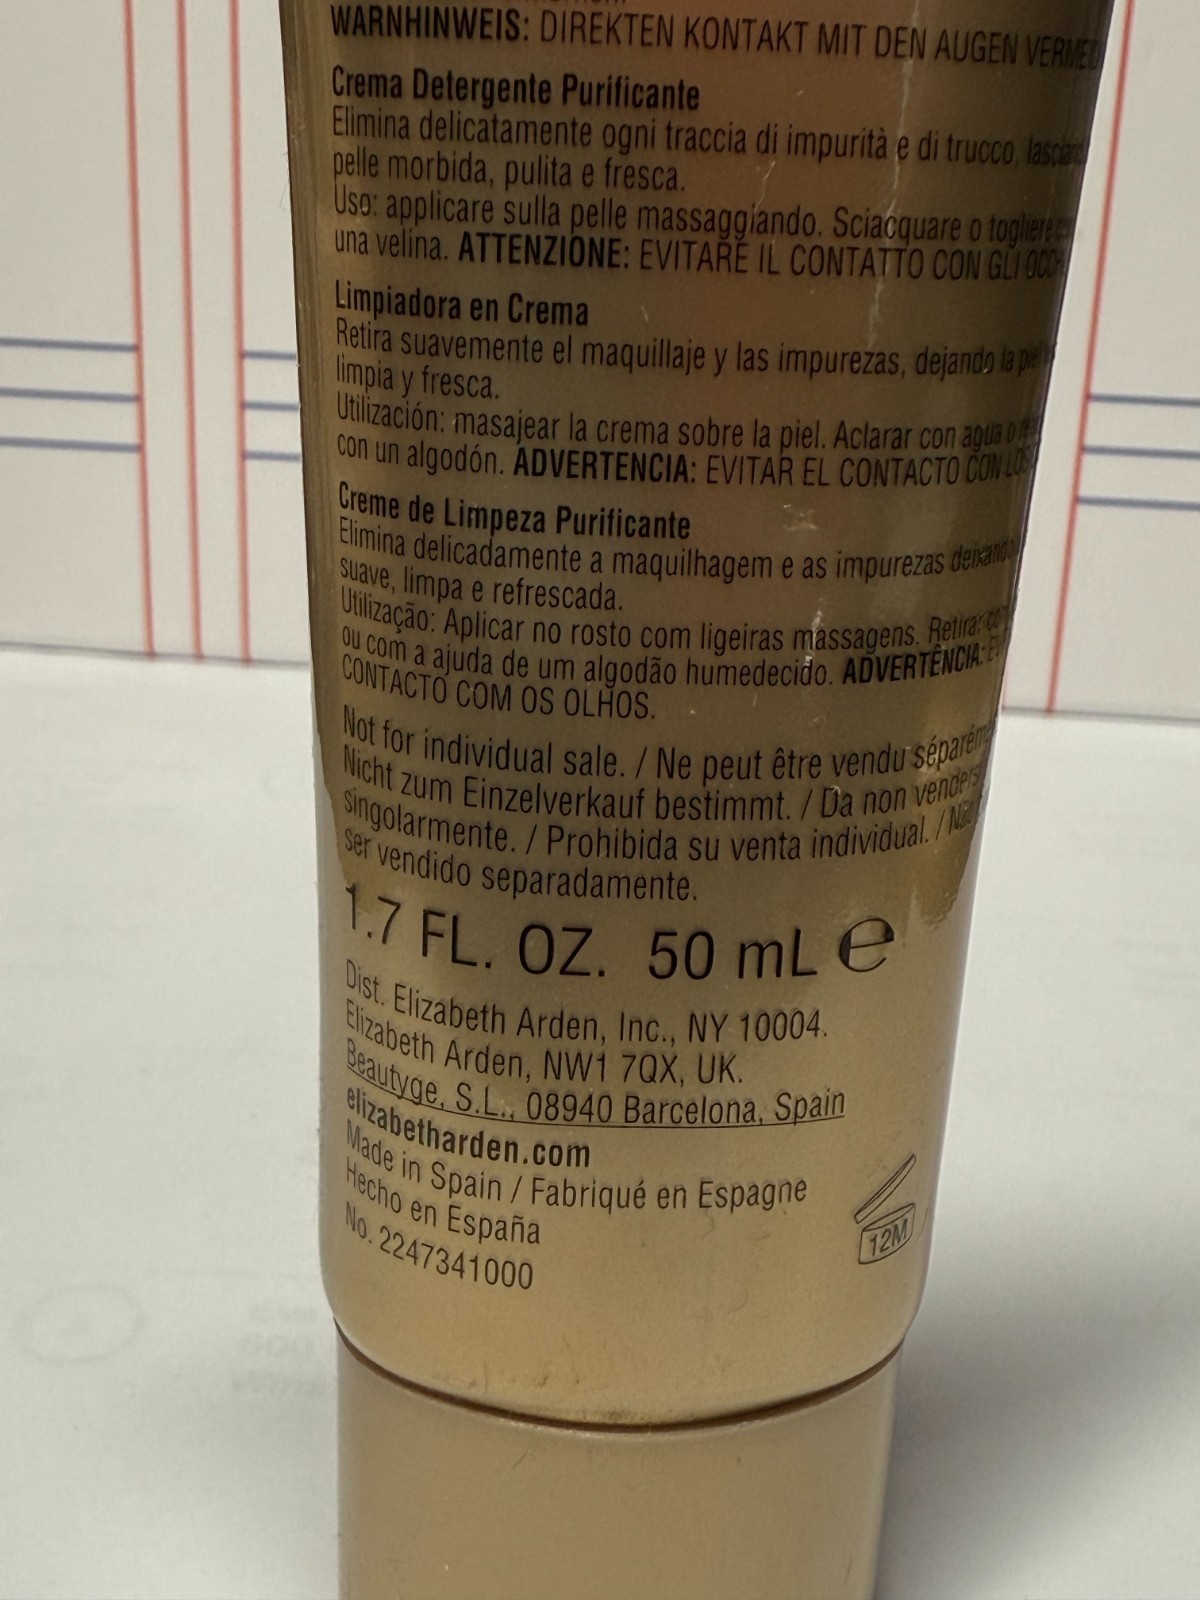 WARNHINWEIS: DIREKTEN KONTAKT MIT DEN AUGEN
Crema Detergente Purificante
Elimina delicatamente ogni traccia di impurità e di trucco,
pelle morbida, pulita e fresca.
Uso: applicare sulla pelle massaggiando. Sciacquare o togliere
una velina. ATTENZIONE: EVITARE IL CONTATTO CON GLI
Limpiadora en Crema
Retira suavemente el maquillaje y las impurezas, dejando la
limpia y fresca.
Utilización: masajear la crema sobre la piel. Aclarar con agua o
con un algodón. ADVERTENCIA: EVITAR EL CONTACTO CON LOS
Creme de Limpeza Purificante
Elimina delicadamente a maquilhagem e as impurezas
suave, limpa e refrescada.
Utilização: Aplicar no rosto com ligeiras massagens. Retirar
ou com a ajuda de um algodão humedecido. ADVERTÊNCIA:
CONTACTO COM OS OLHOS.
Not for individual sale. / Ne peut être vendu
Nicht zum Einzelverkauf bestimmt. / Da non
singolarmente. / Prohibida su venta individual. /
ser vendido separadamente.
1.7 FL. OZ. 50 mL ℮
Dist. Elizabeth Arden, Inc., NY 10004.
Elizabeth Arden, NW1 7QX, UK.
Beautyge, S.L., 08940 Barcelona, Spain
elizabetharden.com
Made in Spain / Fabriqué en Espagne
Hecho en España
No. 2247341000
12M